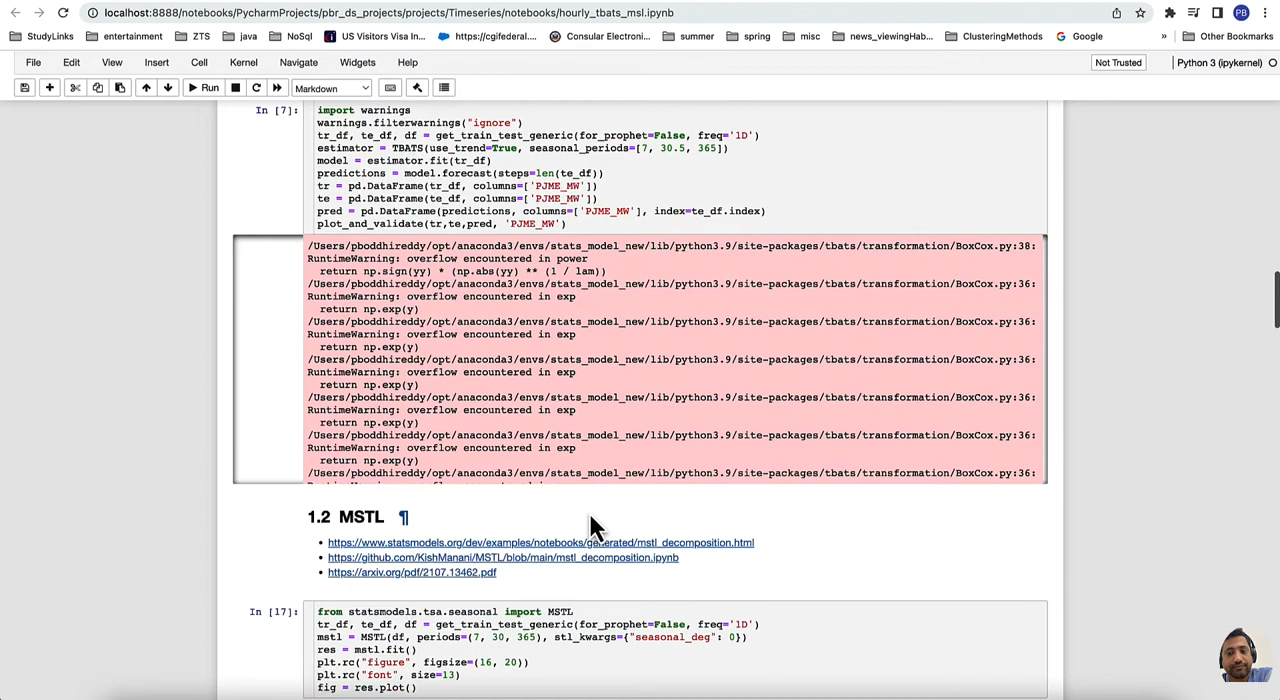 localhost:8888/notebooks/PycharmProjects/pbr_ds_projects/projects/Timeseries/notebooks/hourly_tbats_msl.ipynb
PB
StudyLinks entertainment ZTS java NoSql US Visitors Visa In... https://cgifederal.... Consular Electroni... summer spring misc news_viewingHab... ClusteringMethods Google » Other Bookmarks
File Edit View Insert Cell Kernel Navigate Widgets Help Not Trusted Python 3 (ipykernel)
Run Markdown
In [7]: import warnings
warnings.filterwarnings("ignore")
tr_df, te_df, df = get_train_test_generic(for_prophet=False, freq='1D')
estimator = TBATS(use_trend=True, seasonal_periods=[7, 30.5, 365])
model = estimator.fit(tr_df)
predictions = model.forecast(steps=len(te_df))
tr = pd.DataFrame(tr_df, columns=['PJME_MW'])
te = pd.DataFrame(te_df, columns=['PJME_MW'])
pred = pd.DataFrame(predictions, columns=['PJME_MW'], index=te_df.index)
plot_and_validate(tr,te,pred, 'PJME_MW')
/Users/pboddhireddy/opt/anaconda3/envs/stats_model_new/lib/python3.9/site-packages/tbats/transformation/BoxCox.py:38:
RuntimeWarning: overflow encountered in power
return np.sign(yy) * (np.abs(yy) ** (1 / lam))
/Users/pboddhireddy/opt/anaconda3/envs/stats_model_new/lib/python3.9/site-packages/tbats/transformation/BoxCox.py:36:
RuntimeWarning: overflow encountered in exp
return np.exp(y)
/Users/pboddhireddy/opt/anaconda3/envs/stats_model_new/lib/python3.9/site-packages/tbats/transformation/BoxCox.py:36:
RuntimeWarning: overflow encountered in exp
return np.exp(y)
/Users/pboddhireddy/opt/anaconda3/envs/stats_model_new/lib/python3.9/site-packages/tbats/transformation/BoxCox.py:36:
RuntimeWarning: overflow encountered in exp
return np.exp(y)
/Users/pboddhireddy/opt/anaconda3/envs/stats_model_new/lib/python3.9/site-packages/tbats/transformation/BoxCox.py:36:
RuntimeWarning: overflow encountered in exp
return np.exp(y)
/Users/pboddhireddy/opt/anaconda3/envs/stats_model_new/lib/python3.9/site-packages/tbats/transformation/BoxCox.py:36:
RuntimeWarning: overflow encountered in exp
return np.exp(y)
/Users/pboddhireddy/opt/anaconda3/envs/stats_model_new/lib/python3.9/site-packages/tbats/transformation/BoxCox.py:36:
1.2 MSTL ¶
• https://www.statsmodels.org/dev/examples/notebooks/generated/mstl_decomposition.html
• https://github.com/KishManani/MSTL/blob/main/mstl_decomposition.ipynb
• https://arxiv.org/pdf/2107.13462.pdf
In [17]: from statsmodels.tsa.seasonal import MSTL
tr_df, te_df, df = get_train_test_generic(for_prophet=False, freq='1D')
mstl = MSTL(df, periods=(7, 30, 365), stl_kwargs={"seasonal_deg": 0})
res = mstl.fit()
plt.rc("figure", figsize=(16, 20))
plt.rc("font", size=13)
fig = res.plot()